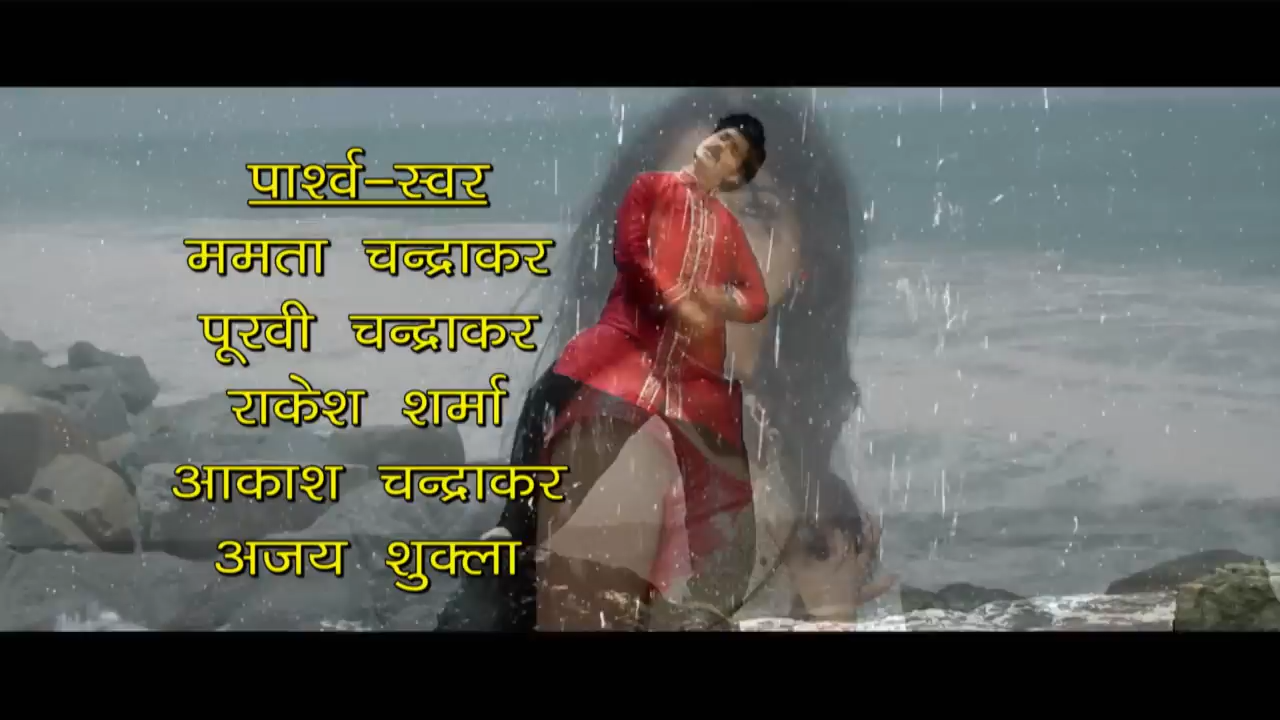 पार्श्व-स्वर
ममता चन्द्राकर
पूरवी चन्द्राकर
राकेश शर्मा
आकाश चन्द्राकर
अजय शुक्ला